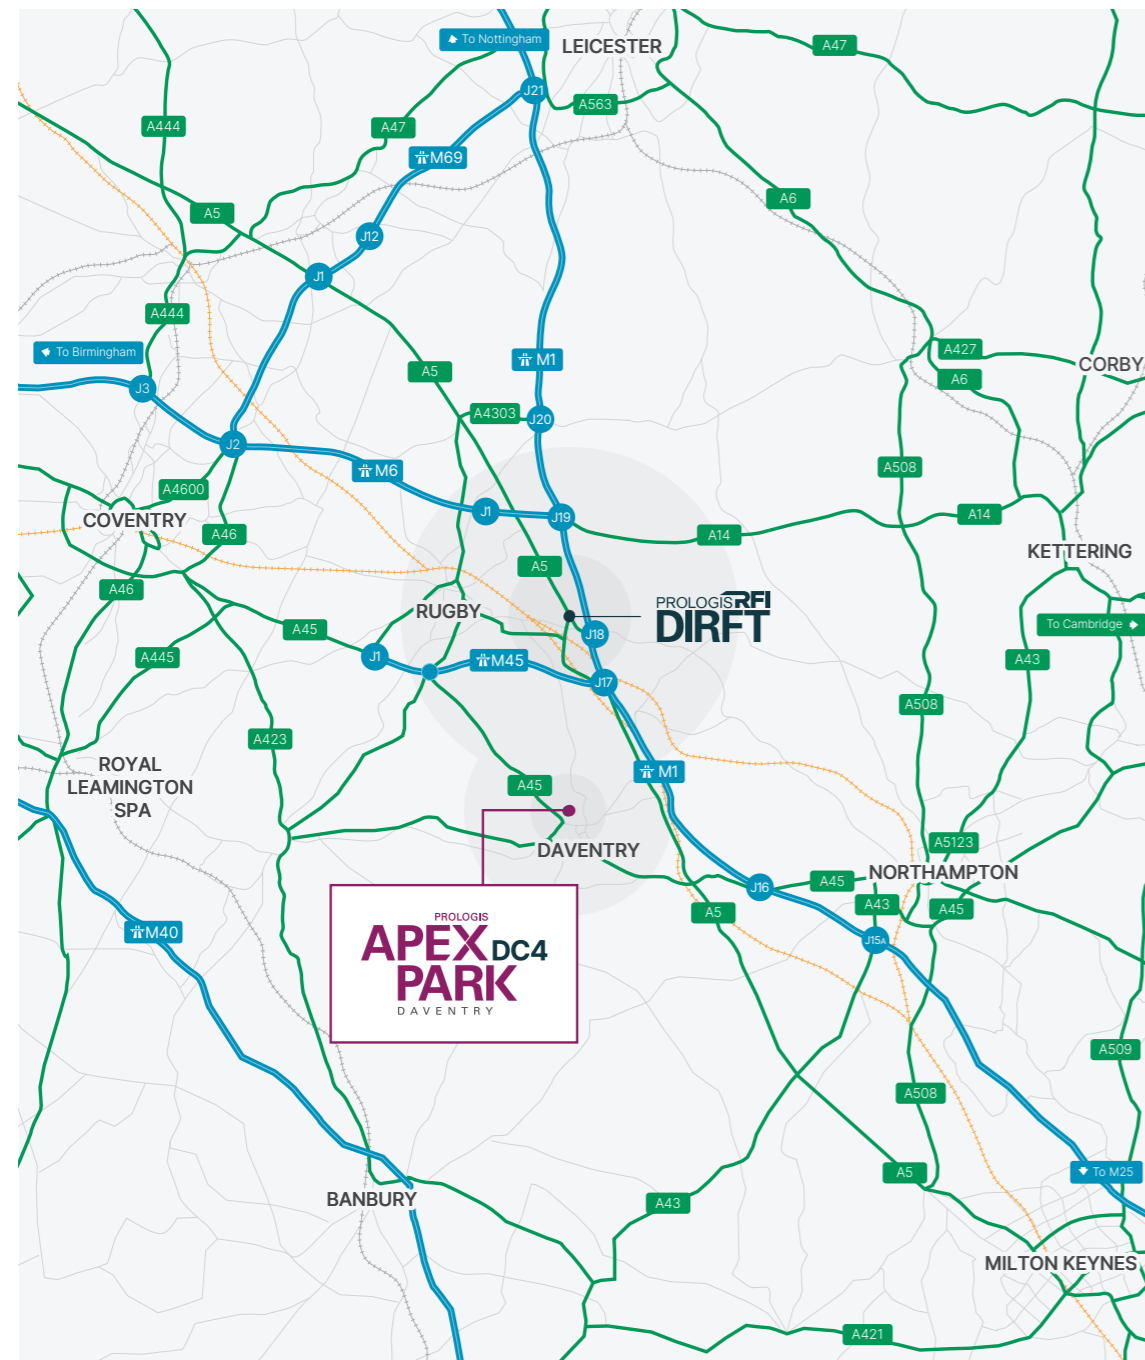 To Nottingham
LEICESTER
A47
J21
A563
A444
A47
M69
A6
A5
J12
J1
A444
To Birmingham
M1
A427
CORBY
A5
A6
J3
A4303
J20
J2
M6
A508
A4600
J1
J19
A14
COVENTRY
A46
A14
KETTERING
A5
A46
PROLOGIS RFI
DIRFT
RUGBY
To Cambridge
A45
J18
A445
J1
M45
A43
J17
A508
A423
ROYAL
LEAMINGTON
SPA
M1
A45
A5123
DAVENTRY
NORTHAMPTON
J16
A45
A43
A45
A5
PROLOGIS
APEX DC4
PARK
DAVENTRY
M40
J15A
A509
A508
A5
To M25
BANBURY
A43
MILTON KEYNES
A421